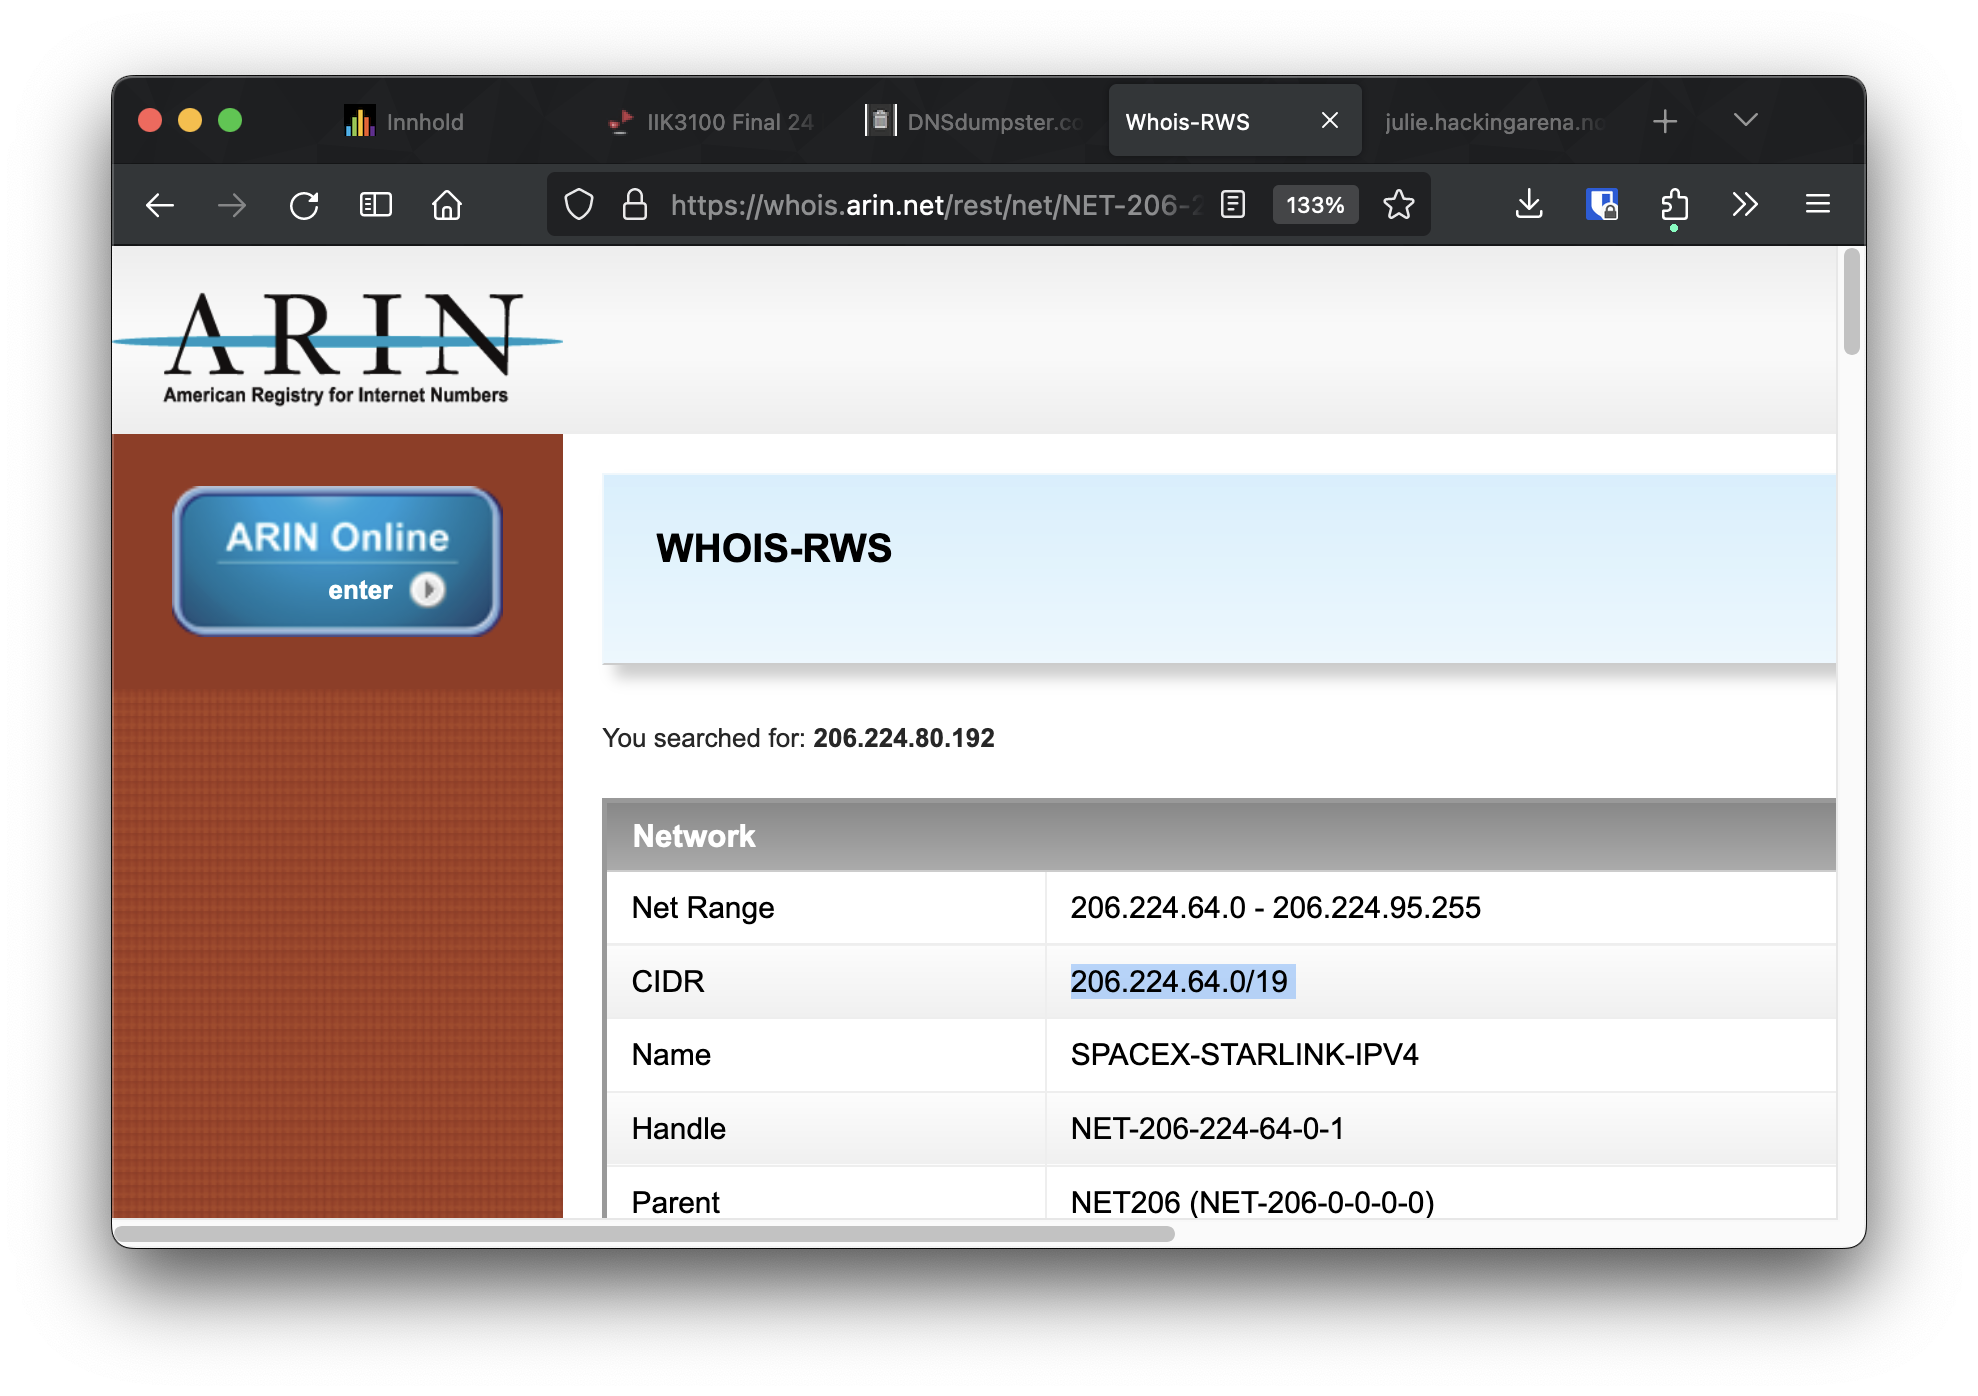 Innhold
IIK3100 Final 24
DNSdumpster.co
Whois-RWS
julie.hackingarena.no
https://whois.arin.net/rest/net/NET-206-2
133%
ARIN
American Registry for Internet Numbers
ARIN Online
enter
WHOIS-RWS
You searched for: 206.224.80.192
Network
Net Range 206.224.64.0 - 206.224.95.255
CIDR 206.224.64.0/19
Name SPACEX-STARLINK-IPV4
Handle NET-206-224-64-0-1
Parent NET206 (NET-206-0-0-0-0)